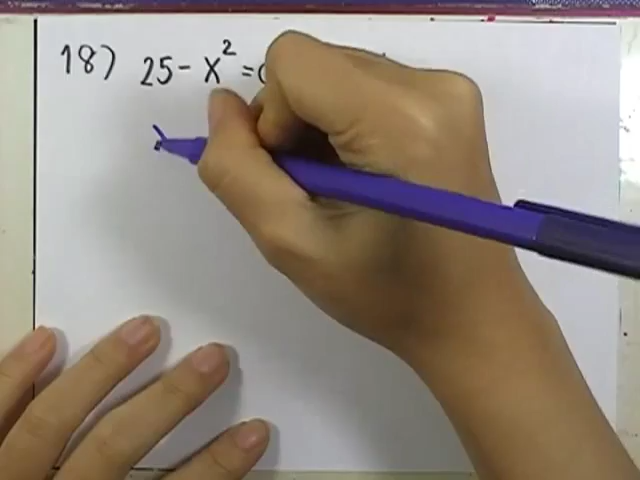 18) 25 - x² =